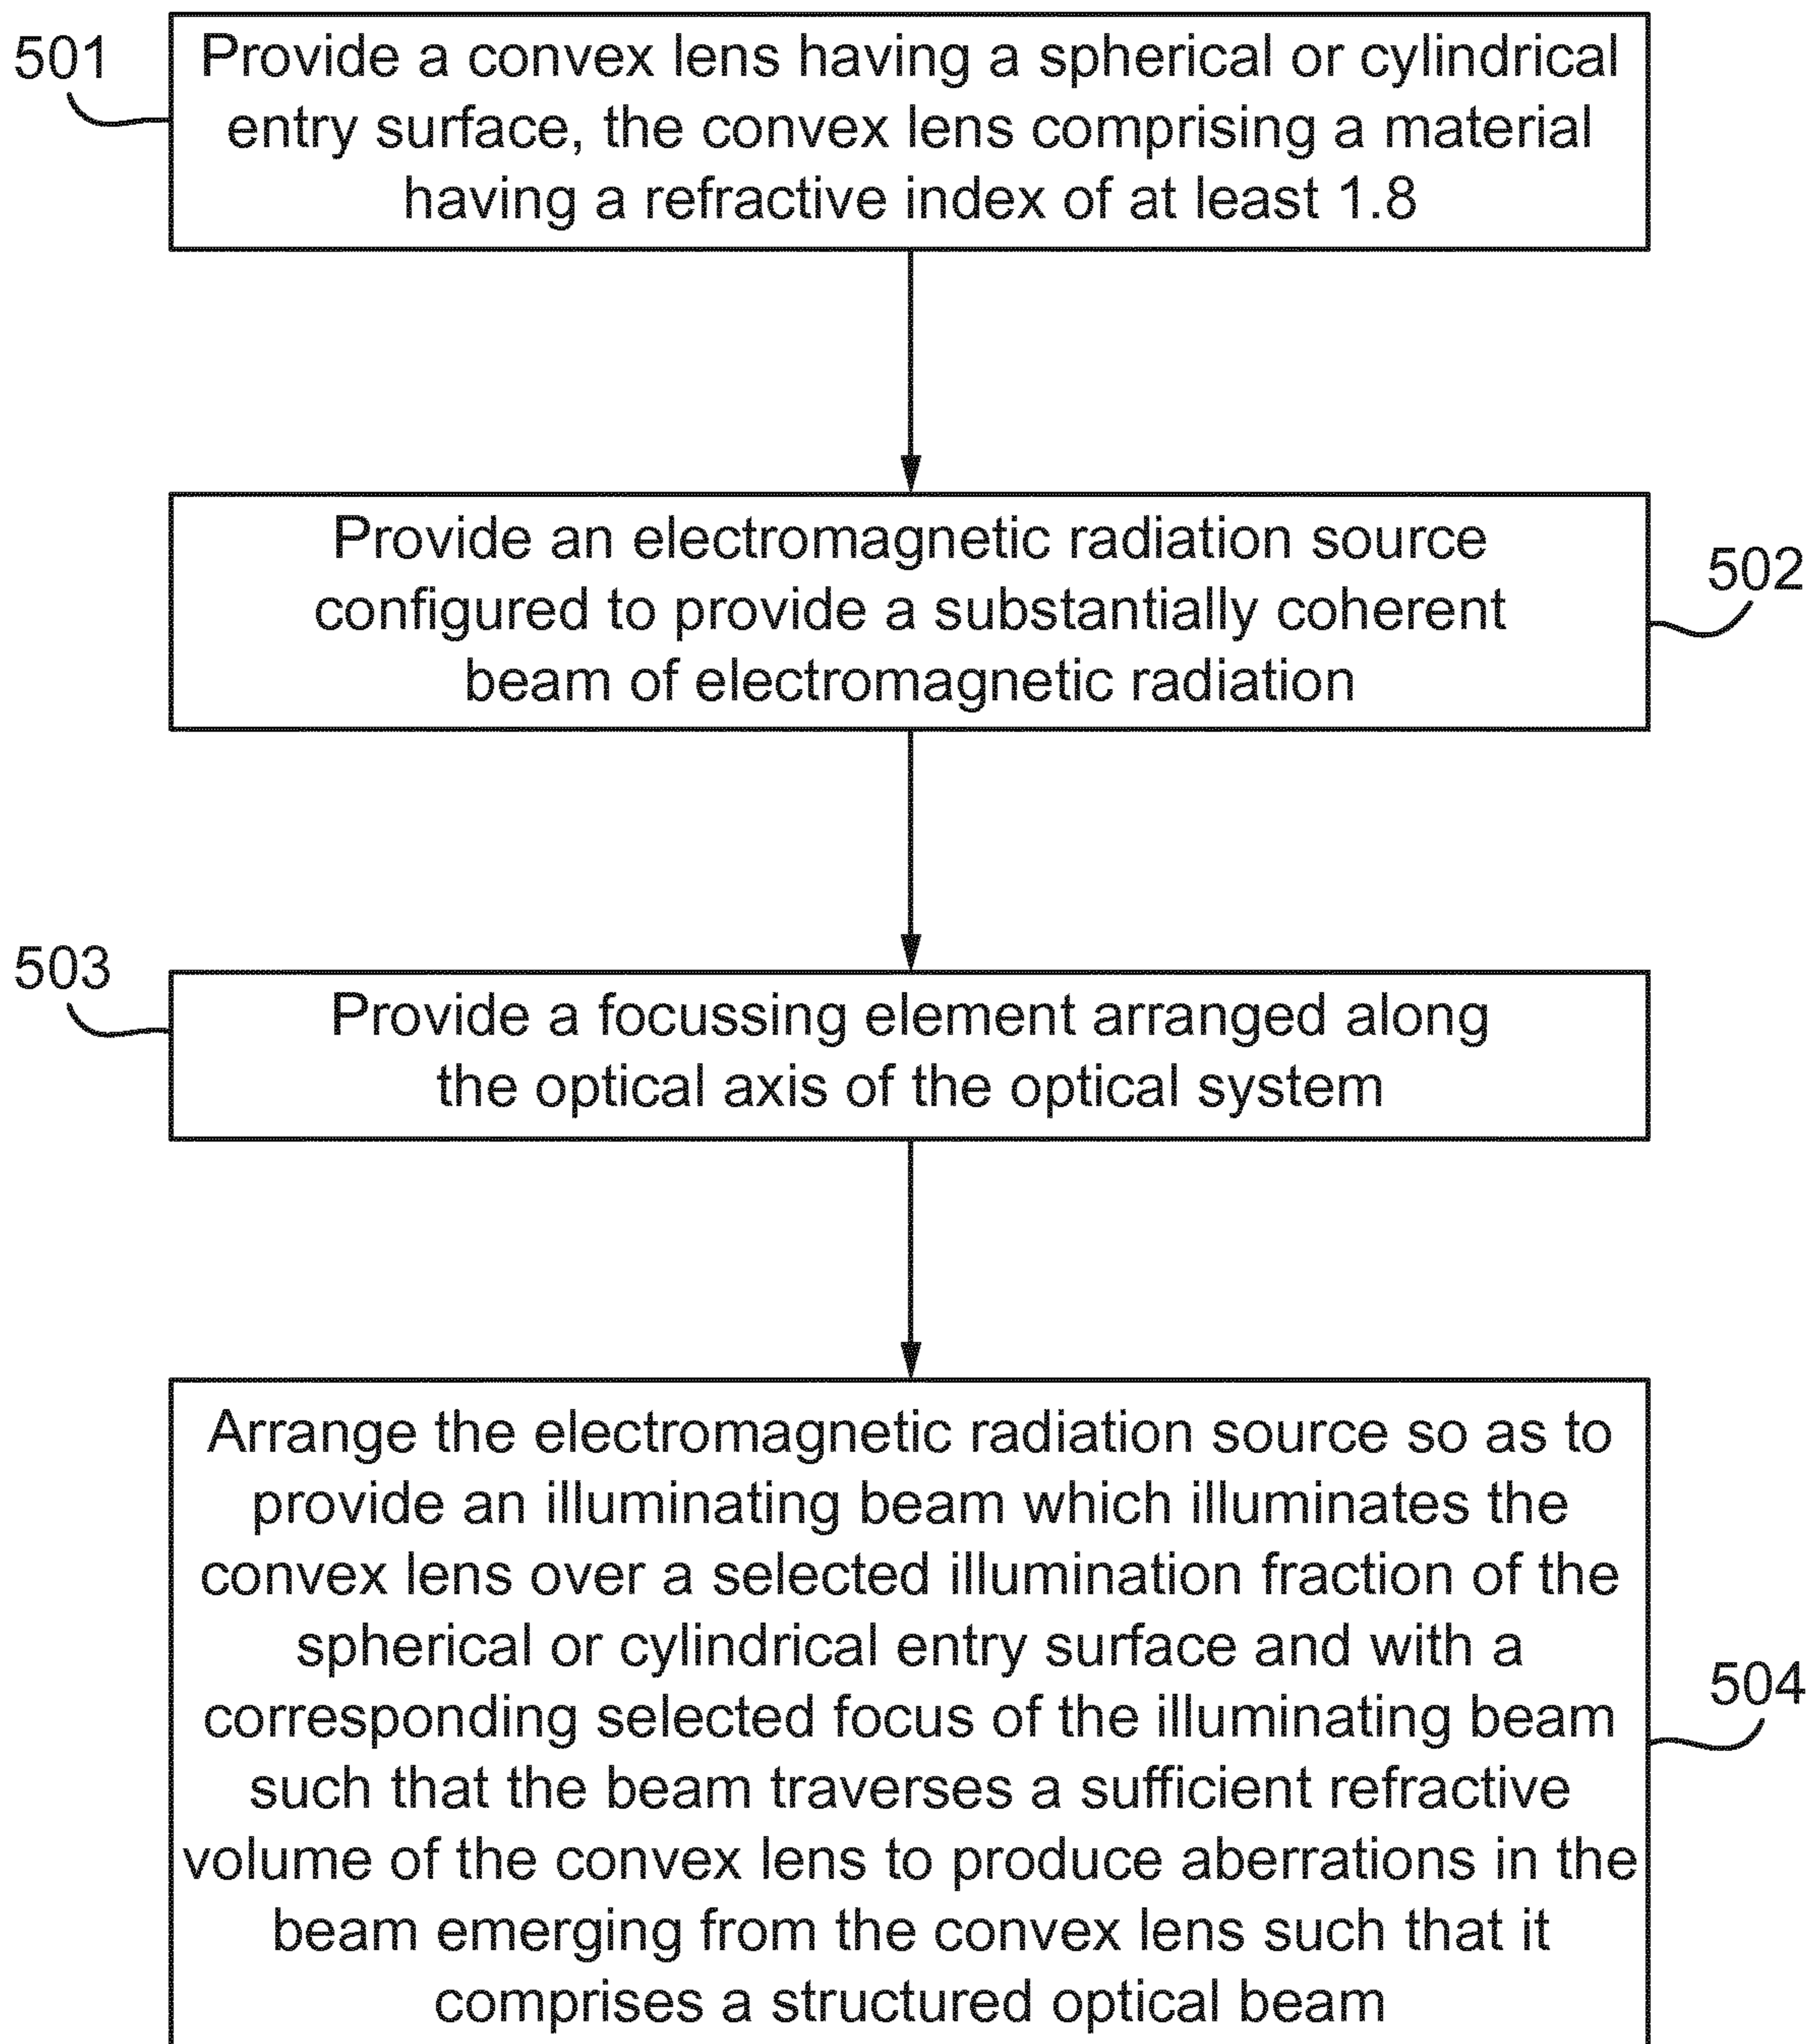 501
Provide a convex lens having a spherical or cylindrical
entry surface, the convex lens comprising a material
having a refractive index of at least 1.8
Provide an electromagnetic radiation source
configured to provide a substantially coherent
beam of electromagnetic radiation
502
503
Provide a focussing element arranged along
the optical axis of the optical system
Arrange the electromagnetic radiation source so as to
provide an illuminating beam which illuminates the
convex lens over a selected illumination fraction of the
spherical or cylindrical entry surface and with a
corresponding selected focus of the illuminating beam
such that the beam traverses a sufficient refractive
volume of the convex lens to produce aberrations in the
beam emerging from the convex lens such that it
comprises a structured optical beam
504